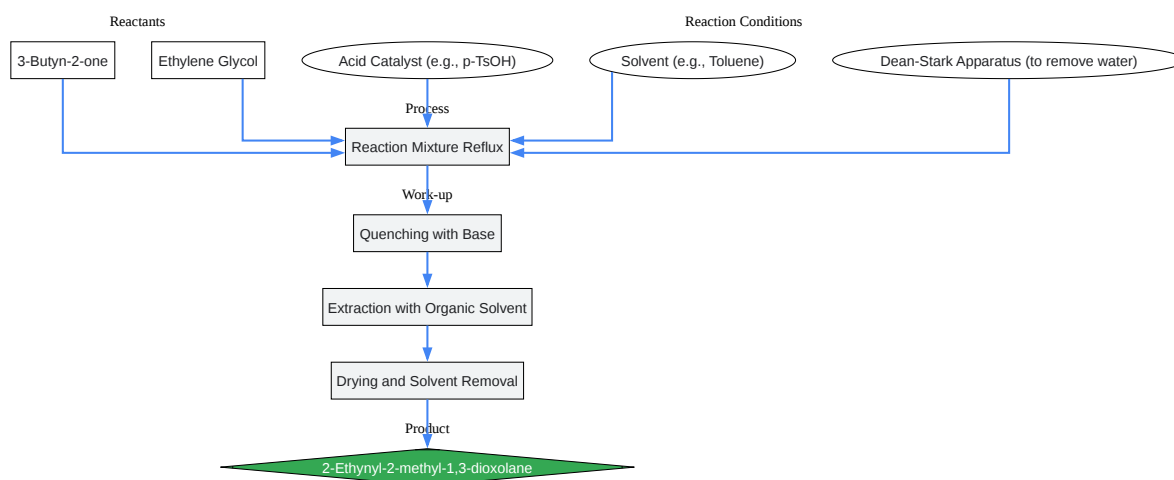 Reactants
Reaction Conditions
3-Butyn-2-one
Ethylene Glycol
Acid Catalyst (e.g., p-TsOH)
Solvent (e.g., Toluene)
Dean-Stark Apparatus (to remove water)
Process
Reaction Mixture Reflux
Work-up
Quenching with Base
Extraction with Organic Solvent
Drying and Solvent Removal
Product
2-Ethynyl-2-methyl-1,3-dioxolane